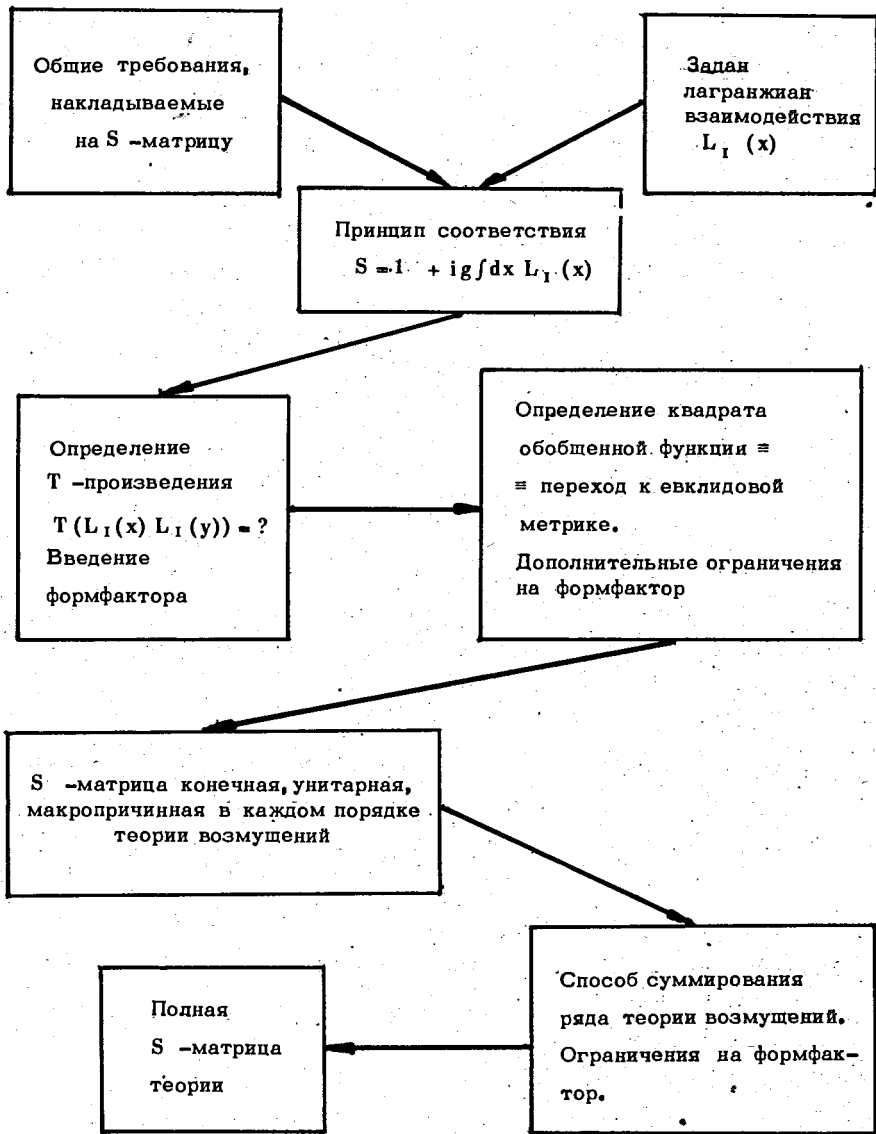 Общие требования,
накладываемые
на S -матрицу
Задан
лагранжиан
взаимодействия
L_I (x)
Принцип соответствия
S = 1 + ig∫dx L_I (x)
Определение
T -произведения
T(L_I(x) L_I(y)) = ?
Введение
формфактора
Определение квадрата
обобщенной функции ≡
≡ переход к евклидовой
метрике.
Дополнительные ограничения
на формфактор
S -матрица конечная, унитарная,
макропричинная в каждом порядке
теории возмущений
Способ суммирования
ряда теории возмущений.
Ограничения на формфак-
тор.
Полная
S -матрица
теории